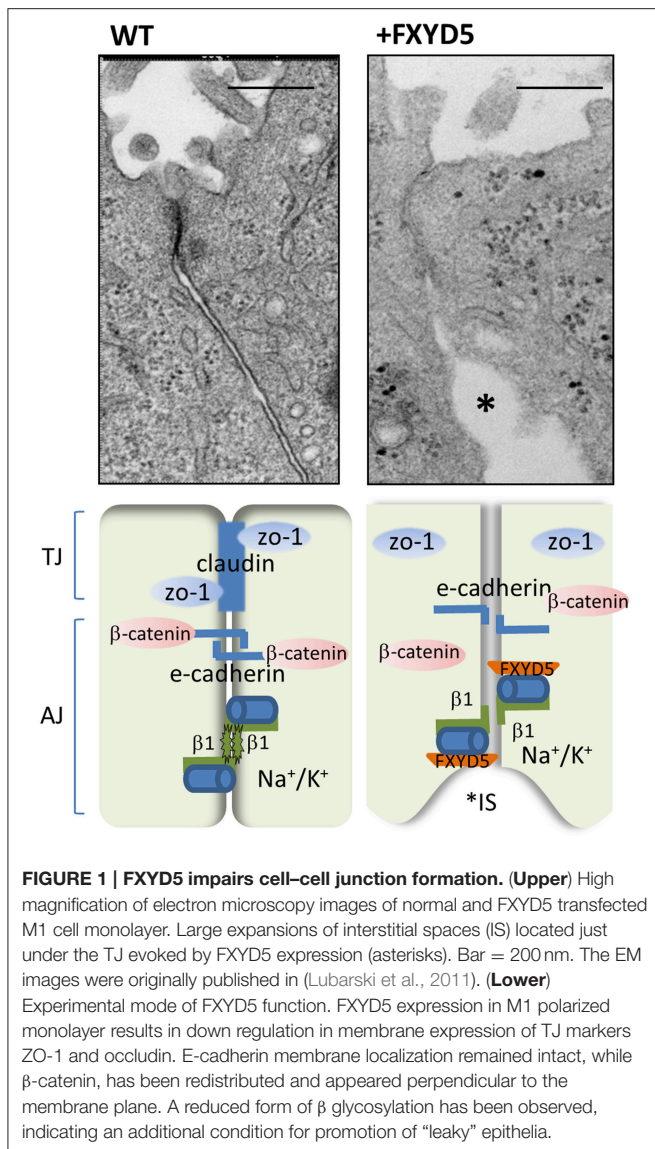 WT
+FXYD5
*
TJ
AJ
zo-1
claudin
zo-1
β-catenin
β-catenin
e-cadherin
β1
β1
Na⁺/K⁺
zo-1
zo-1
e-cadherin
β-catenin
β-catenin
FXYD5
β1
β1
FXYD5
Na⁺/K⁺
*IS
FIGURE 1 | FXYD5 impairs cell–cell junction formation. (Upper) High
magnification of electron microscopy images of normal and FXYD5 transfected
M1 cell monolayer. Large expansions of interstitial spaces (IS) located just
under the TJ evoked by FXYD5 expression (asterisks). Bar = 200 nm. The EM
images were originally published in (Lubarski et al., 2011). (Lower)
Experimental mode of FXYD5 function. FXYD5 expression in M1 polarized
monolayer results in down regulation in membrane expression of TJ markers
ZO-1 and occludin. E-cadherin membrane localization remained intact, while
β-catenin, has been redistributed and appeared perpendicular to the
membrane plane. A reduced form of β glycosylation has been observed,
indicating an additional condition for promotion of “leaky” epithelia.